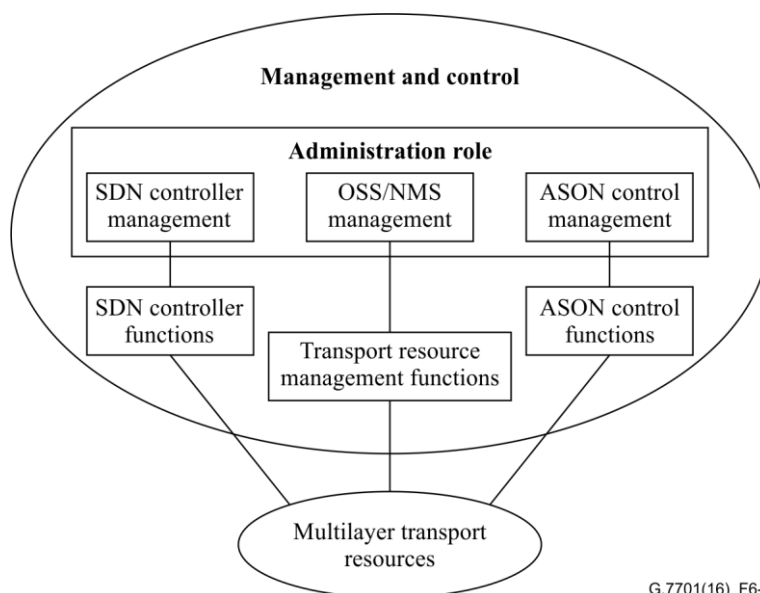 Management and control
Administration role
SDN controller
management
OSS/NMS
management
ASON control
management
SDN controller
functions
Transport resource
management functions
ASON control
functions
Multilayer transport
resources
G.7701(16)_F6-